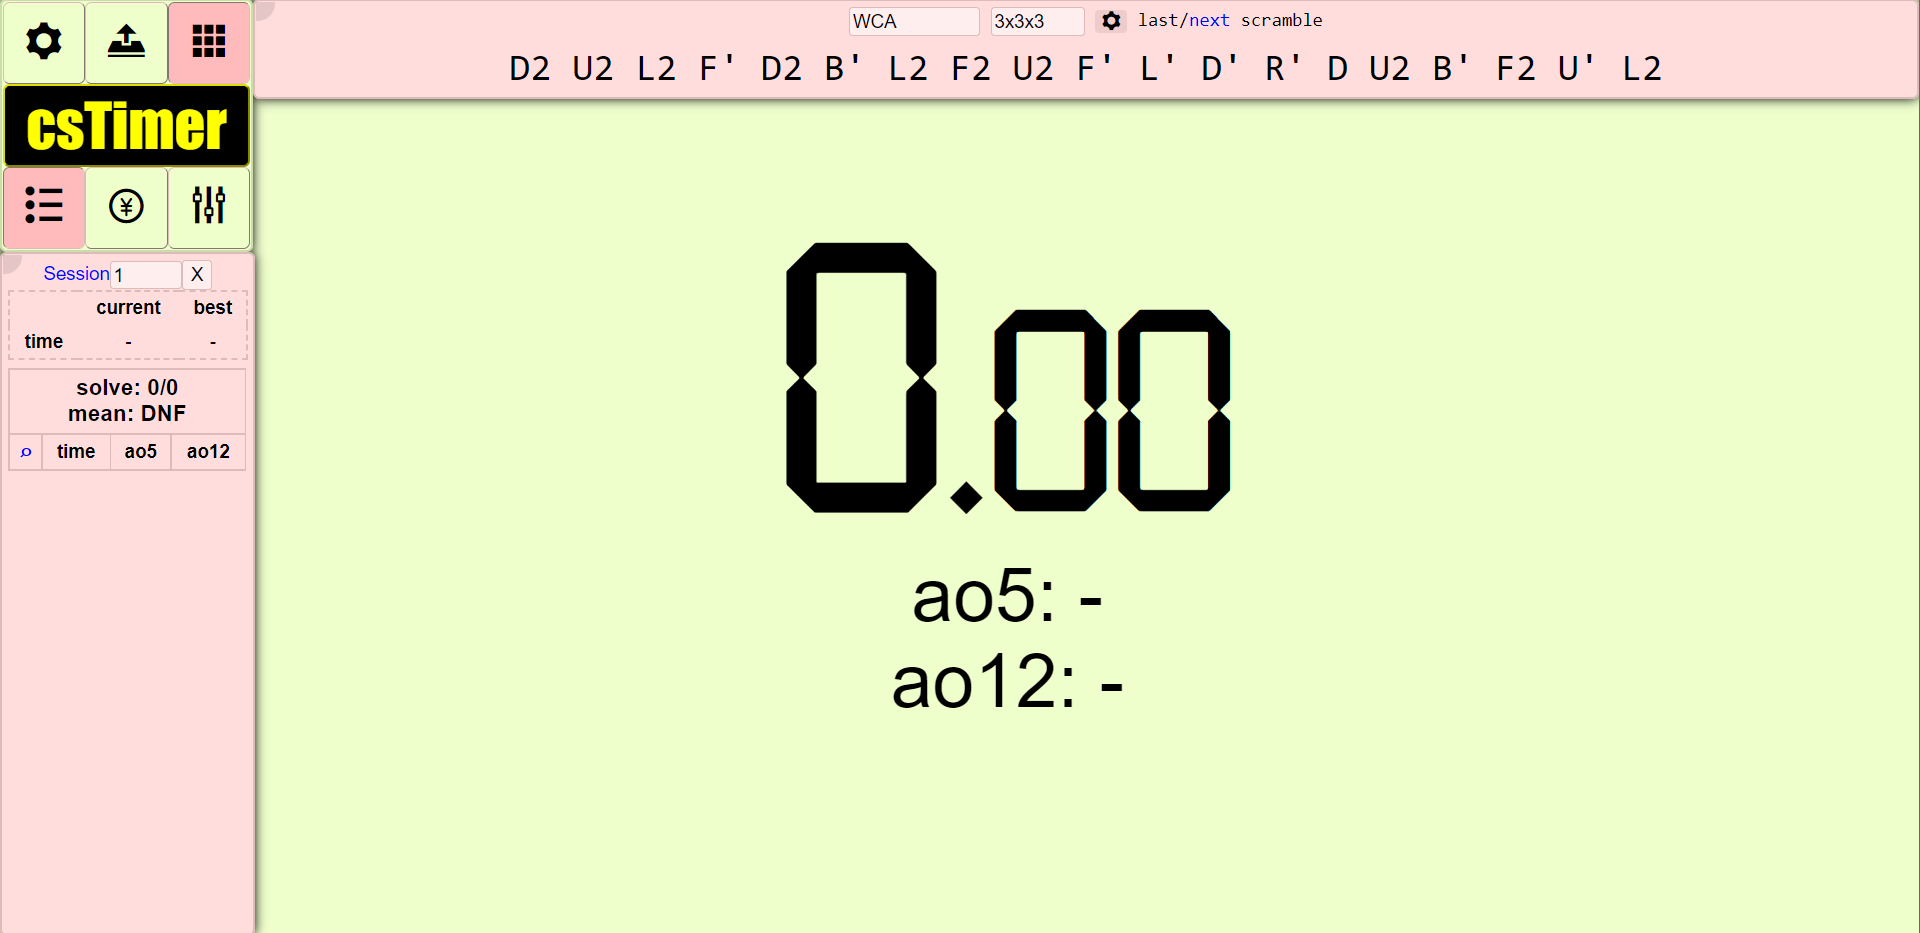 WCA 3x3x3 last/next scramble
D2 U2 L2 F' D2 B' L2 F2 U2 F' L' D' R' D U2 B' F2 U' L2
csTimer
¥
Session 1 X
current best
time - -
solve: 0/0
mean: DNF
time ao5 ao12
0.00
ao5: -
ao12: -